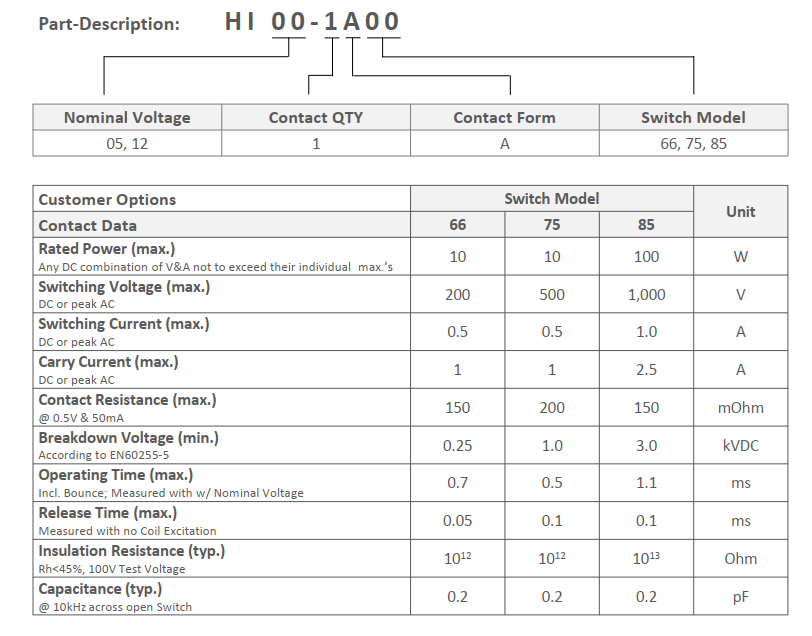 Part-Description: HI 00-1A00
Nominal Voltage Contact QTY Contact Form Switch Model
05, 12 1 A 66, 75, 85
Customer Options Switch Model Unit
Contact Data 66 75 85
Rated Power (max.)
Any DC combination of V&A not to exceed their individual max.'s 10 10 100 W
Switching Voltage (max.)
DC or peak AC 200 500 1,000 V
Switching Current (max.)
DC or peak AC 0.5 0.5 1.0 A
Carry Current (max.)
DC or peak AC 1 1 2.5 A
Contact Resistance (max.)
@ 0.5V & 50mA 150 200 150 mOhm
Breakdown Voltage (min.)
According to EN60255-5 0.25 1.0 3.0 kVDC
Operating Time (max.)
Incl. Bounce; Measured with w/ Nominal Voltage 0.7 0.5 1.1 ms
Release Time (max.)
Measured with no Coil Excitation 0.05 0.1 0.1 ms
Insulation Resistance (typ.)
Rh<45%, 100V Test Voltage 10¹² 10¹² 10¹³ Ohm
Capacitance (typ.)
@ 10kHz across open Switch 0.2 0.2 0.2 pF